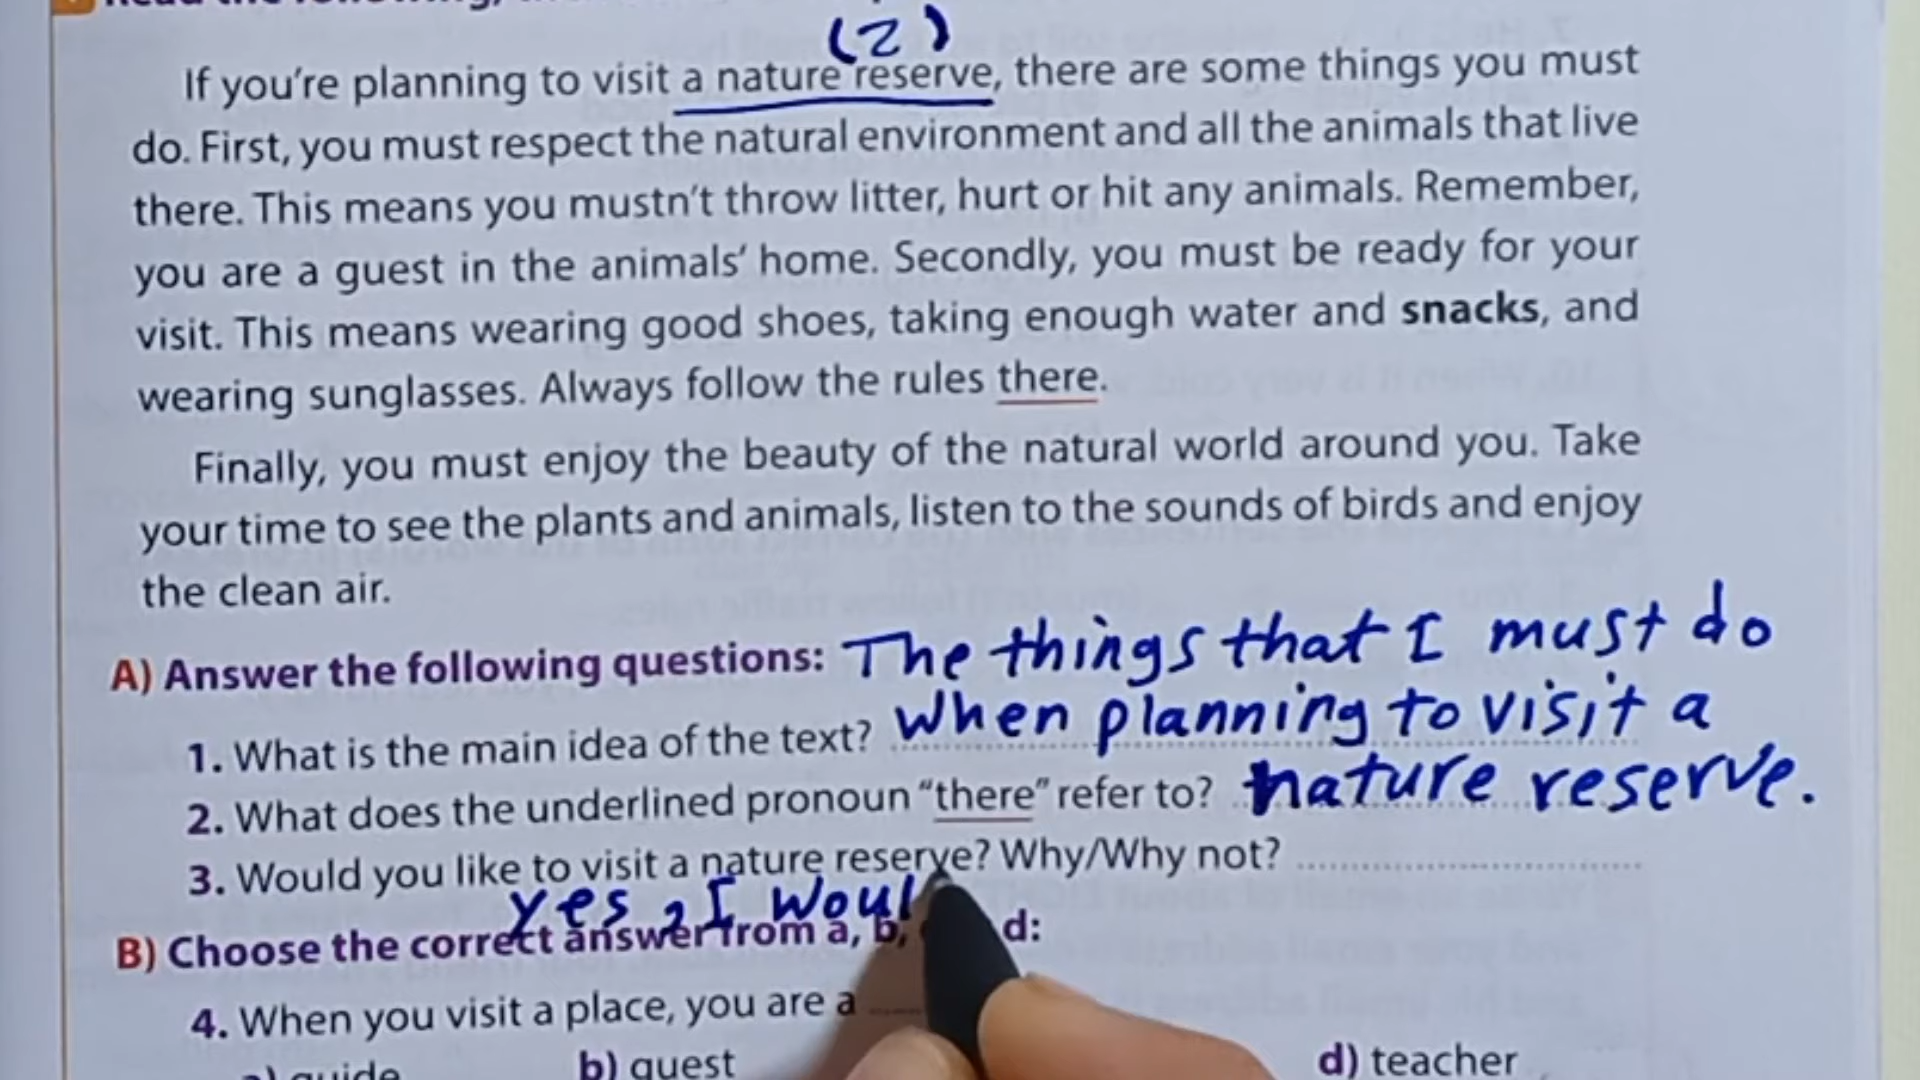 (2)
If you're planning to visit a nature reserve, there are some things you must
do. First, you must respect the natural environment and all the animals that live
there. This means you mustn't throw litter, hurt or hit any animals. Remember,
you are a guest in the animals' home. Secondly, you must be ready for your
visit. This means wearing good shoes, taking enough water and snacks, and
wearing sunglasses. Always follow the rules there.
Finally, you must enjoy the beauty of the natural world around you. Take
your time to see the plants and animals, listen to the sounds of birds and enjoy
the clean air.
A) Answer the following questions: The things that I must do
1. What is the main idea of the text? when planning to visit a
2. What does the underlined pronoun "there" refer to? nature reserve.
3. Would you like to visit a nature reserve? Why/Why not?
yes, I woul
B) Choose the correct answer from a, b, d:
4. When you visit a place, you are a
a) guide b) guest d) teacher